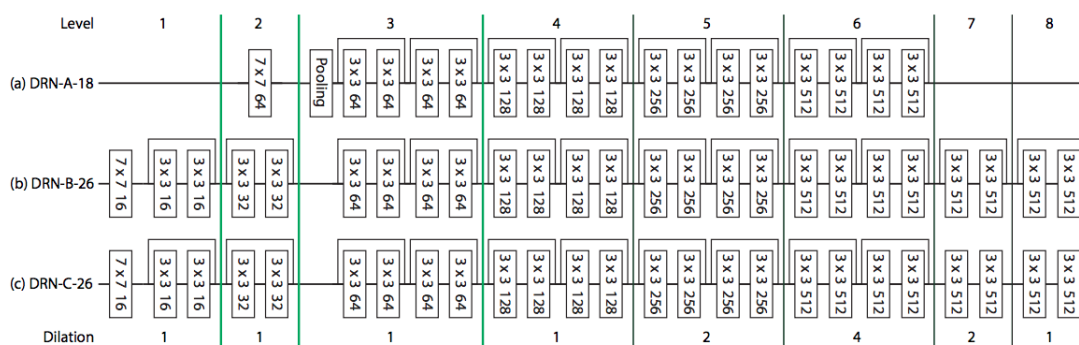 Level 1 2 3 4 5 6 7 8
(a) DRN-A-18 7 x 7 64 Pooling 3 x 3 64 3 x 3 64 3 x 3 64 3 x 3 64 3 x 3 128 3 x 3 128 3 x 3 128 3 x 3 128 3 x 3 256 3 x 3 256 3 x 3 256 3 x 3 256 3 x 3 512 3 x 3 512 3 x 3 512 3 x 3 512
(b) DRN-B-26 7 x 7 16 3 x 3 16 3 x 3 16 3 x 3 32 3 x 3 32 3 x 3 64 3 x 3 64 3 x 3 64 3 x 3 64 3 x 3 128 3 x 3 128 3 x 3 128 3 x 3 128 3 x 3 256 3 x 3 256 3 x 3 256 3 x 3 256 3 x 3 512 3 x 3 512 3 x 3 512 3 x 3 512 3 x 3 512 3 x 3 512 3 x 3 512 3 x 3 512
(c) DRN-C-26 7 x 7 16 3 x 3 16 3 x 3 16 3 x 3 32 3 x 3 32 3 x 3 64 3 x 3 64 3 x 3 64 3 x 3 64 3 x 3 128 3 x 3 128 3 x 3 128 3 x 3 128 3 x 3 256 3 x 3 256 3 x 3 256 3 x 3 256 3 x 3 512 3 x 3 512 3 x 3 512 3 x 3 512 3 x 3 512 3 x 3 512 3 x 3 512 3 x 3 512
Dilation 1 1 1 1 2 4 2 1